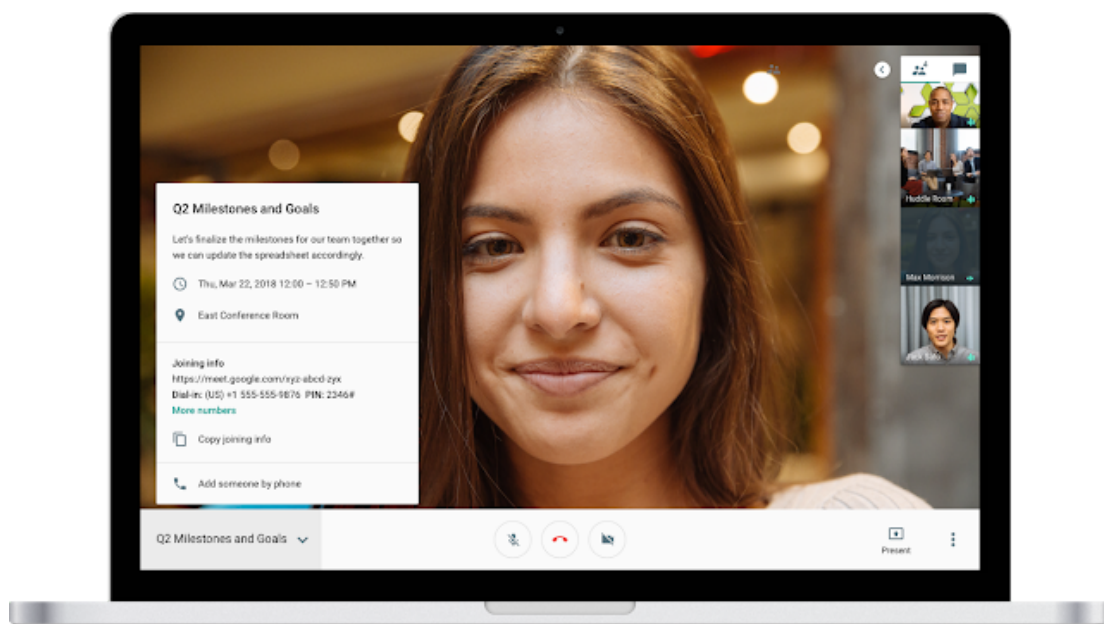 Q2 Milestones and Goals
Let's finalize the milestones for our team together so
we can update the spreadsheet accordingly.
Thu, Mar 22, 2018 12:00 – 12:50 PM
East Conference Room
Joining info
https://meet.google.com/xyz-abcd-zyx
Dial-in: (US) +1 555-555-9876 PIN: 2346#
More numbers
Copy joining info
Add someone by phone
4
Huddle Room
Max Morrison
Jack Sato
Q2 Milestones and Goals
Present